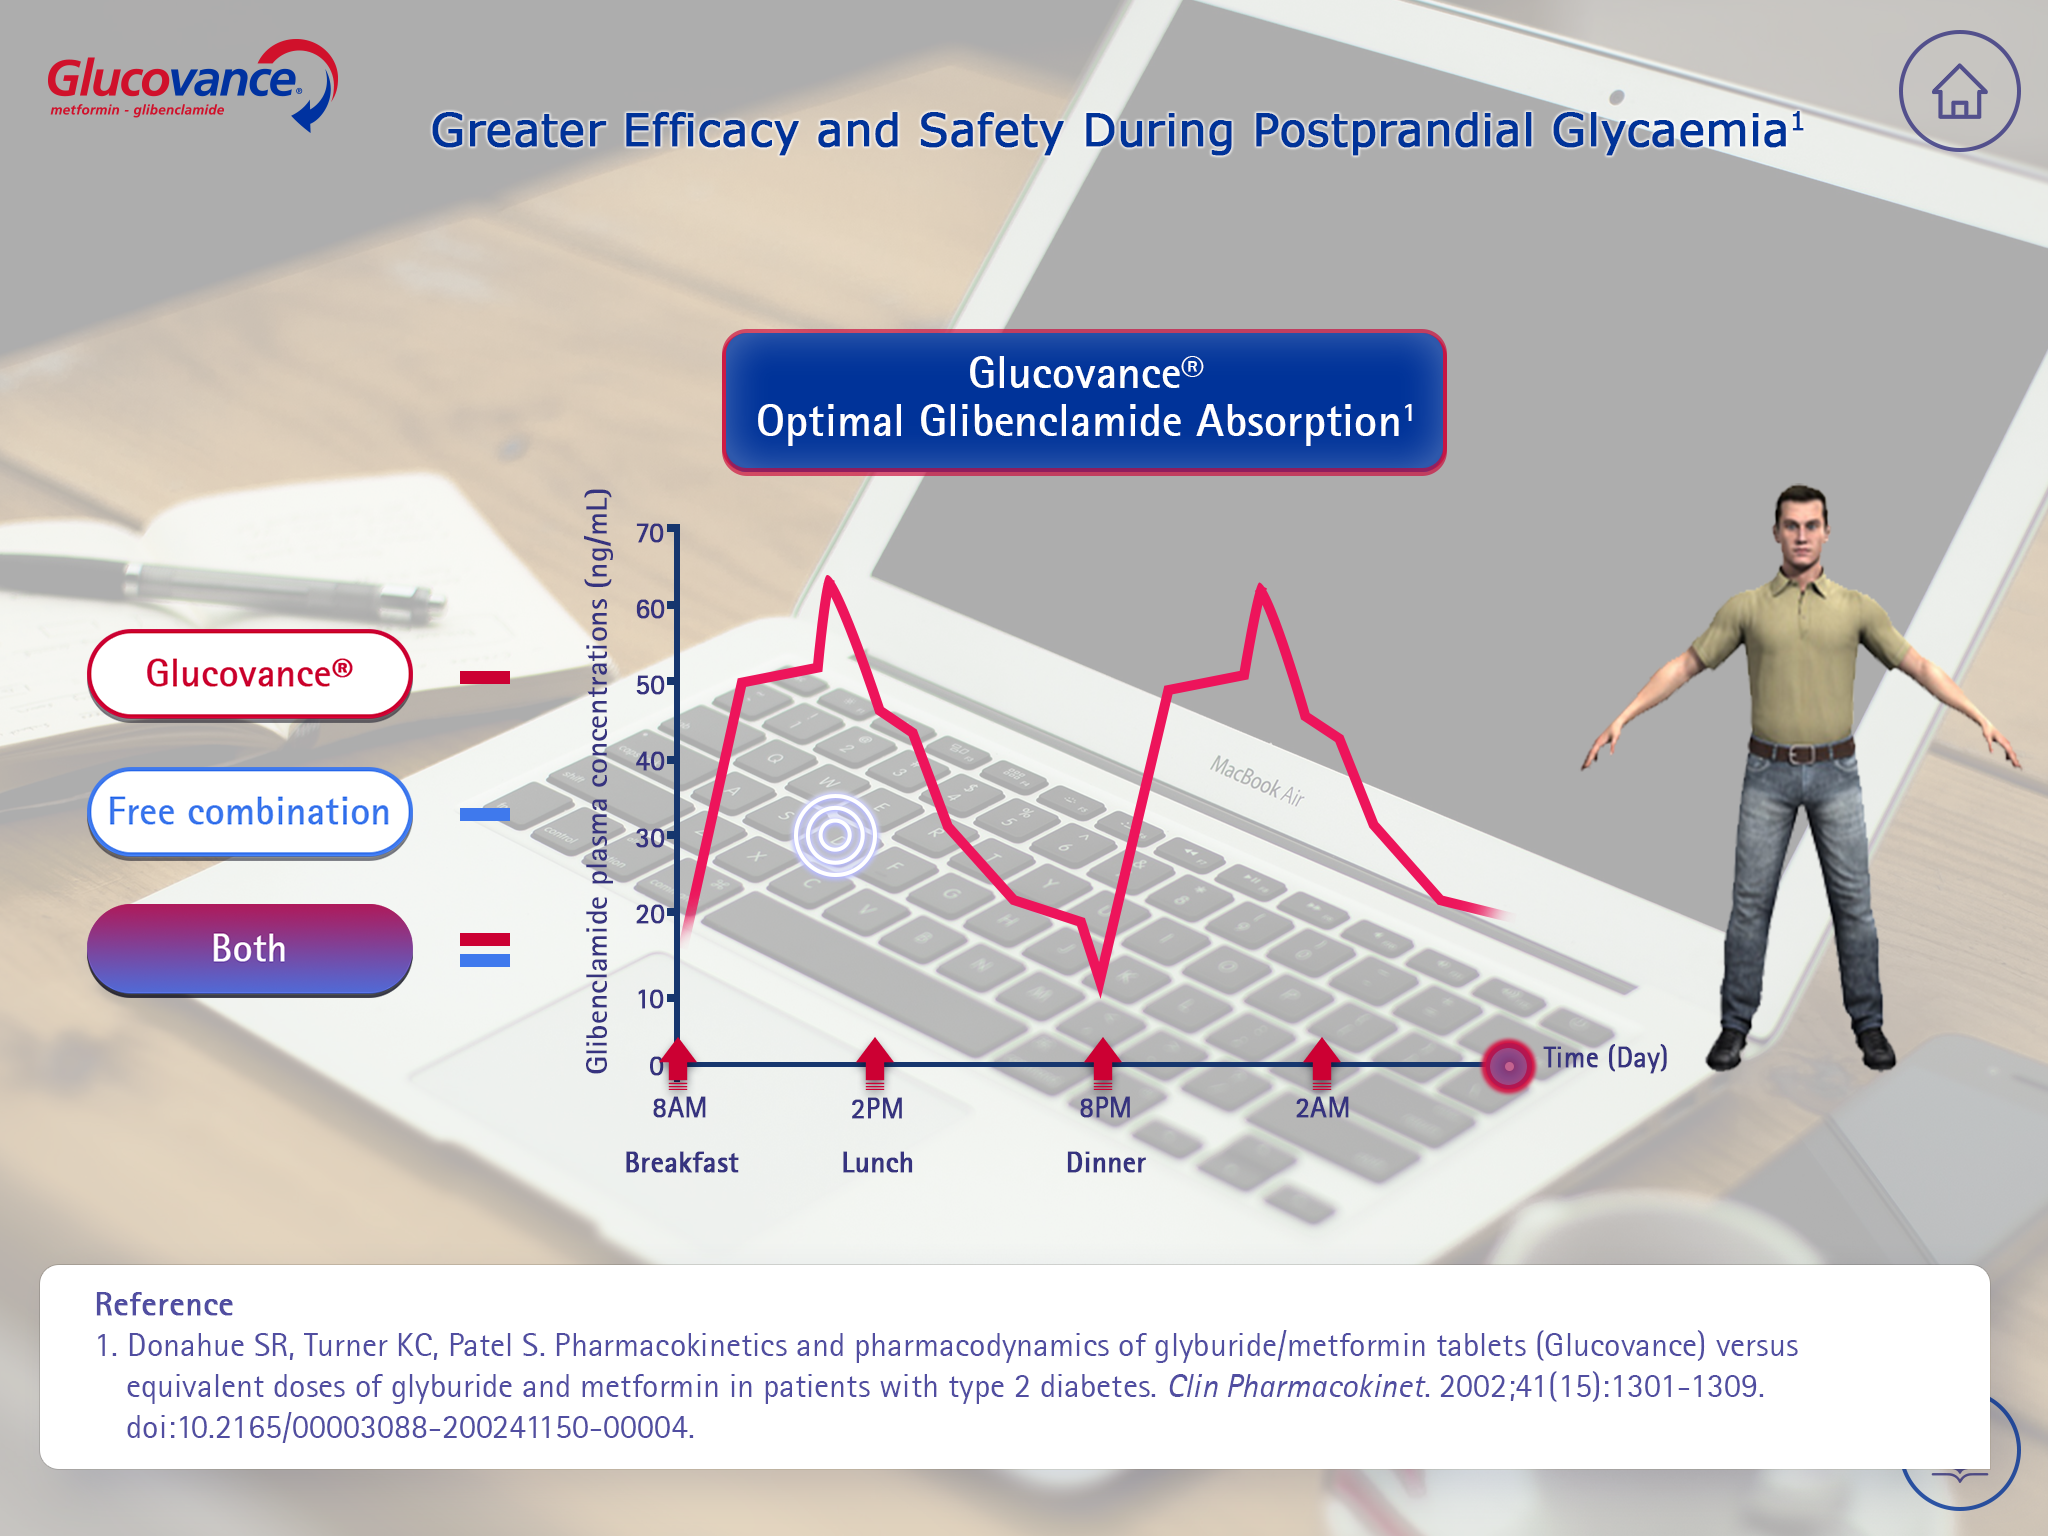 Glucovance®
metformin - glibenclamide
Greater Efficacy and Safety During Postprandial Glycaemia¹
Glucovance®
Optimal Glibenclamide Absorption¹
Glucovance®
Free combination
Both
Glibenclamide plasma concentrations (ng/mL)
70
60
50
40
30
20
10
0
8AM
2PM
8PM
2AM
Time (Day)
Breakfast
Lunch
Dinner
MacBook Air
Reference
1. Donahue SR, Turner KC, Patel S. Pharmacokinetics and pharmacodynamics of glyburide/metformin tablets (Glucovance) versus
equivalent doses of glyburide and metformin in patients with type 2 diabetes. Clin Pharmacokinet. 2002;41(15):1301-1309.
doi:10.2165/00003088-200241150-00004.